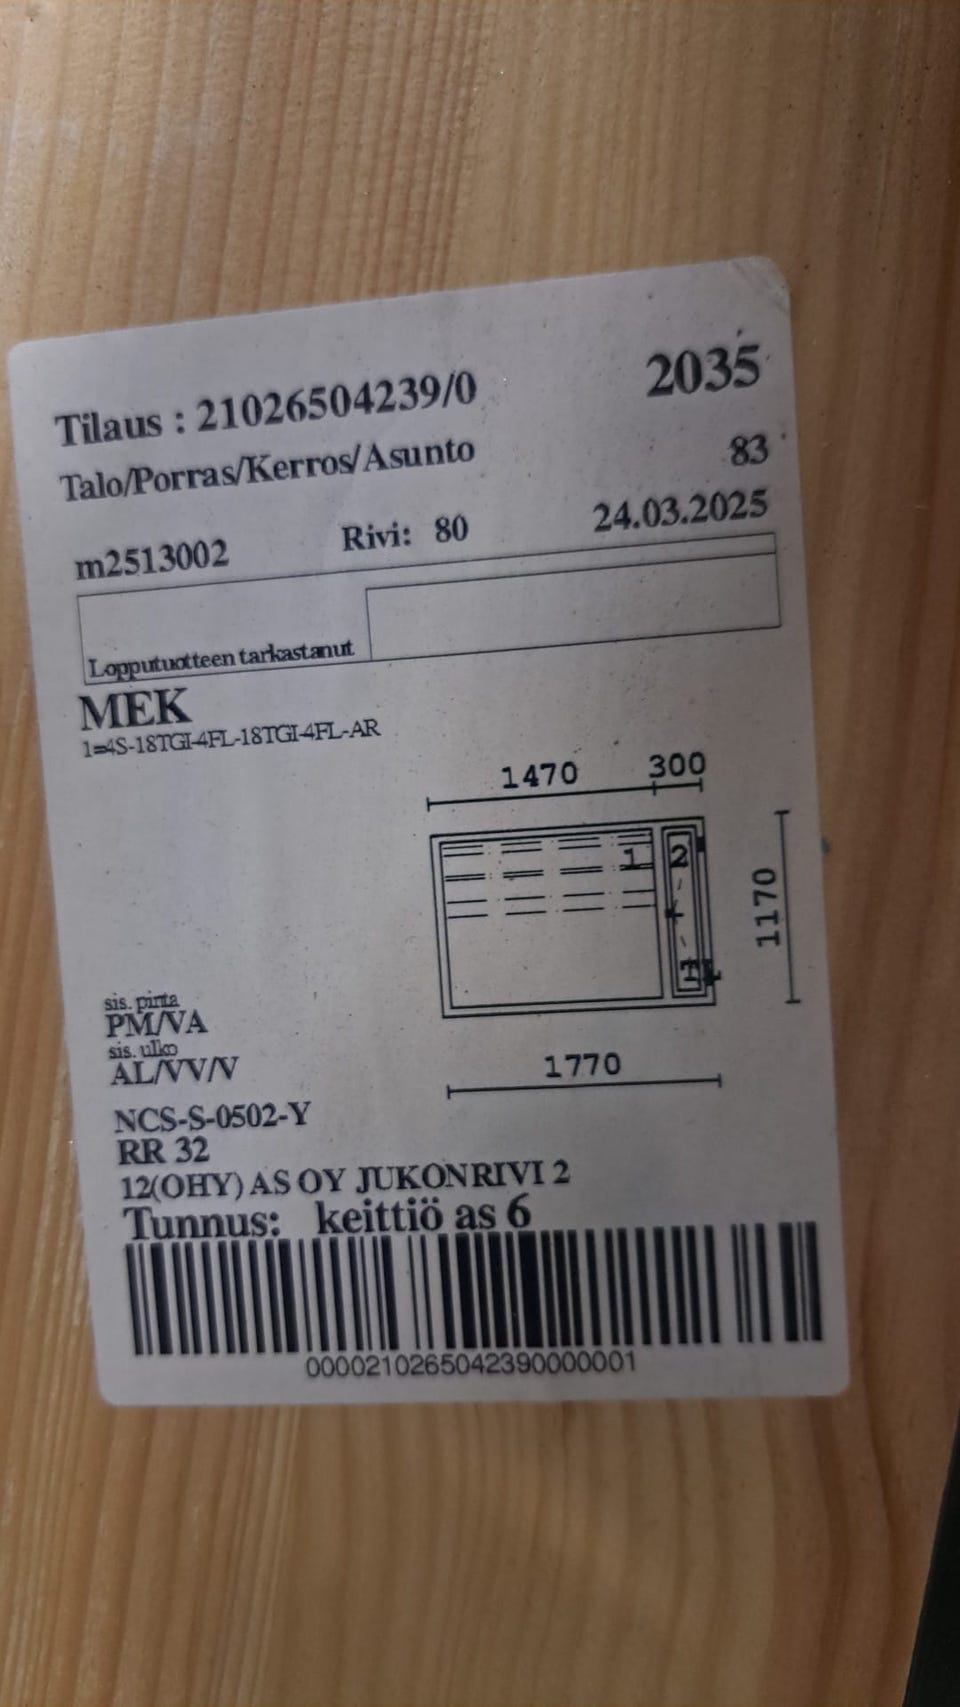 2035
Tilaus : 21026504239/0
Talo/Porras/Kerros/Asunto 83
m2513002 Rivi: 80 24.03.2025
Lopputuotteen tarkastanut
MEK
1=4S-18TGI-4FL-18TGI-4FL-AR
1470 300
1 2
1170
sis. pinta
PM/VA
sis. ulko
AL/VV/V
1770
NCS-S-0502-Y
RR 32
12(OHY) AS OY JUKONRIVI 2
Tunnus: keittiö as 6
00002102650423900000001